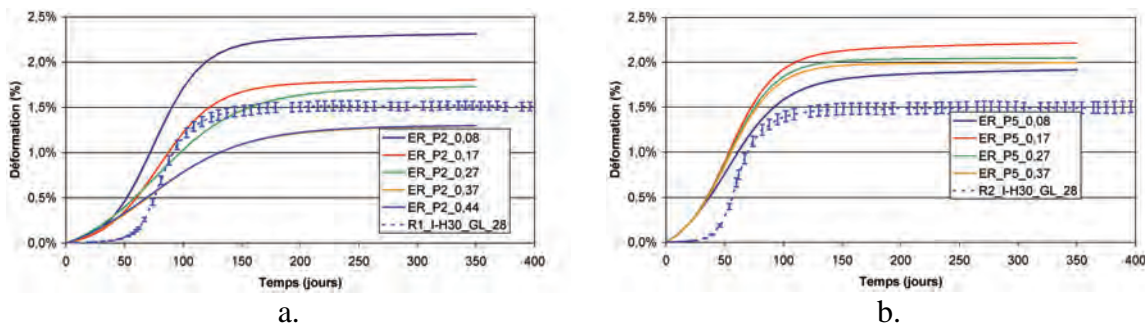 2,5%
2,0%
1,5%
1,0%
0,5%
0,0%
Déformation (%)
0 50 100 150 200 250 300 350 400
Temps (jours)
ER_P2_0,08
ER_P2_0,17
ER_P2_0,27
ER_P2_0,37
ER_P2_0,44
R1_I-H30_GL_28
a.
2,5%
2,0%
1,5%
1,0%
0,5%
0,0%
Déformation (%)
0 50 100 150 200 250 300 350 400
Temps (jours)
ER_P5_0,08
ER_P5_0,17
ER_P5_0,27
ER_P5_0,37
R2_I-H30_GL_28
b.